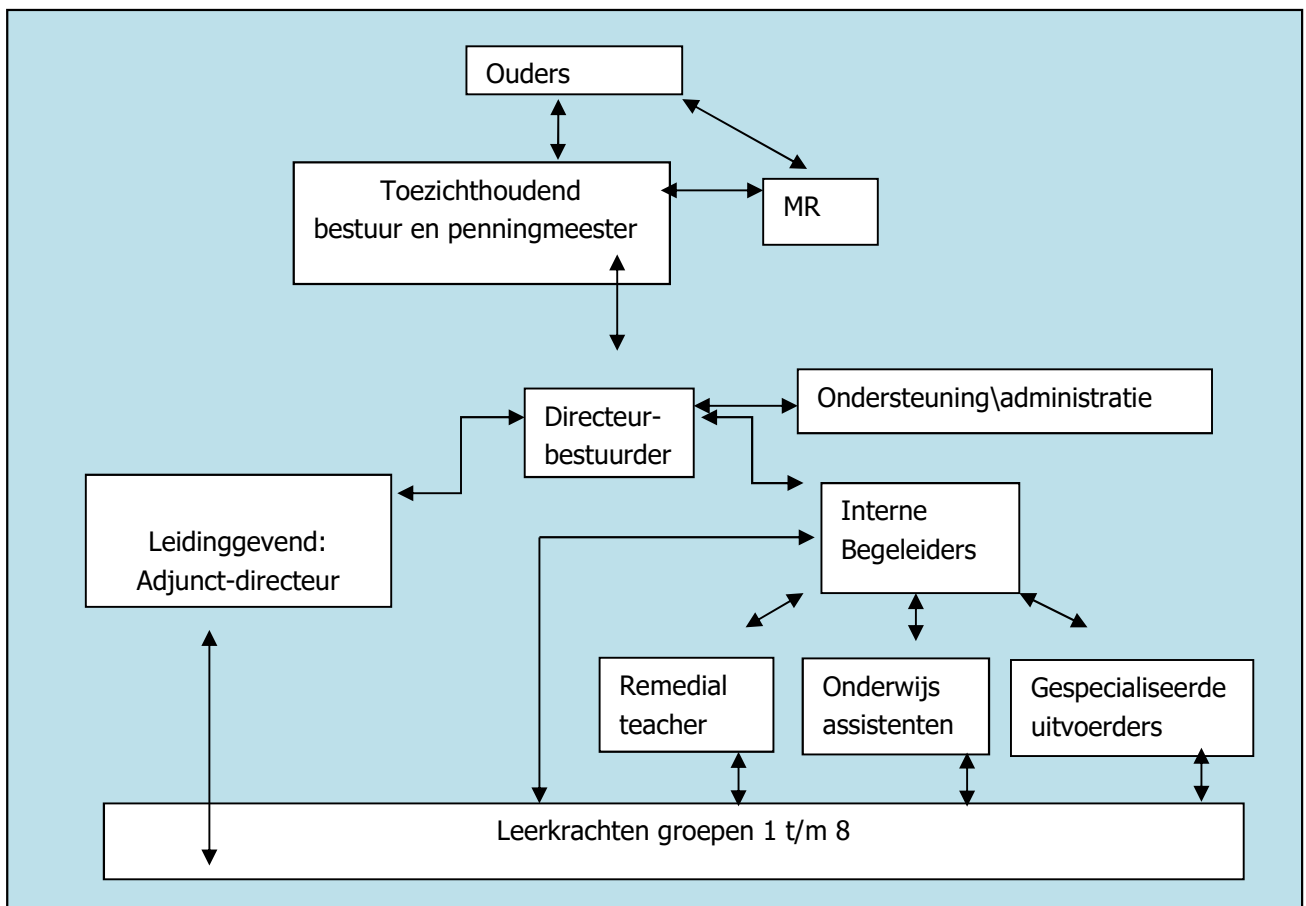 Ouders
Toezichthoudend
bestuur en penningmeester
MR
Ondersteuning\administratie
Directeur-
bestuurder
Leidinggevend:
Adjunct-directeur
Interne
Begeleiders
Remedial
teacher
Onderwijs
assistenten
Gespecialiseerde
uitvoerders
Leerkrachten groepen 1 t/m 8